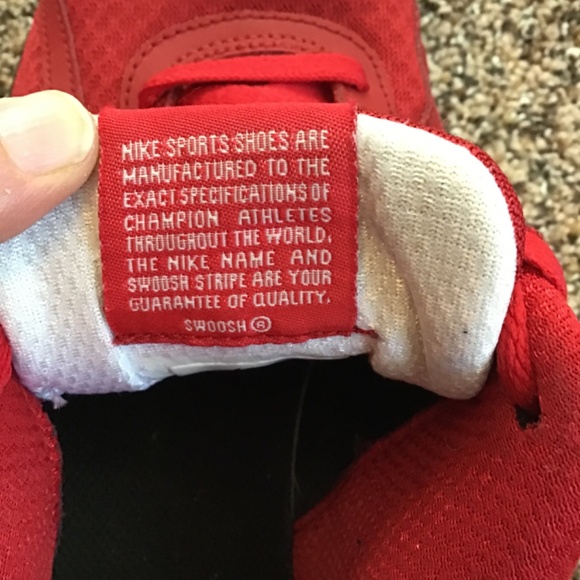 NIKE SPORTS SHOES ARE
MANUFACTURED TO THE
EXACT SPECIFICATIONS OF
CHAMPION ATHLETES
THROUGHOUT THE WORLD.
THE NIKE NAME AND
SWOOSH STRIPE ARE YOUR
GUARANTEE OF QUALITY.
SWOOSH®